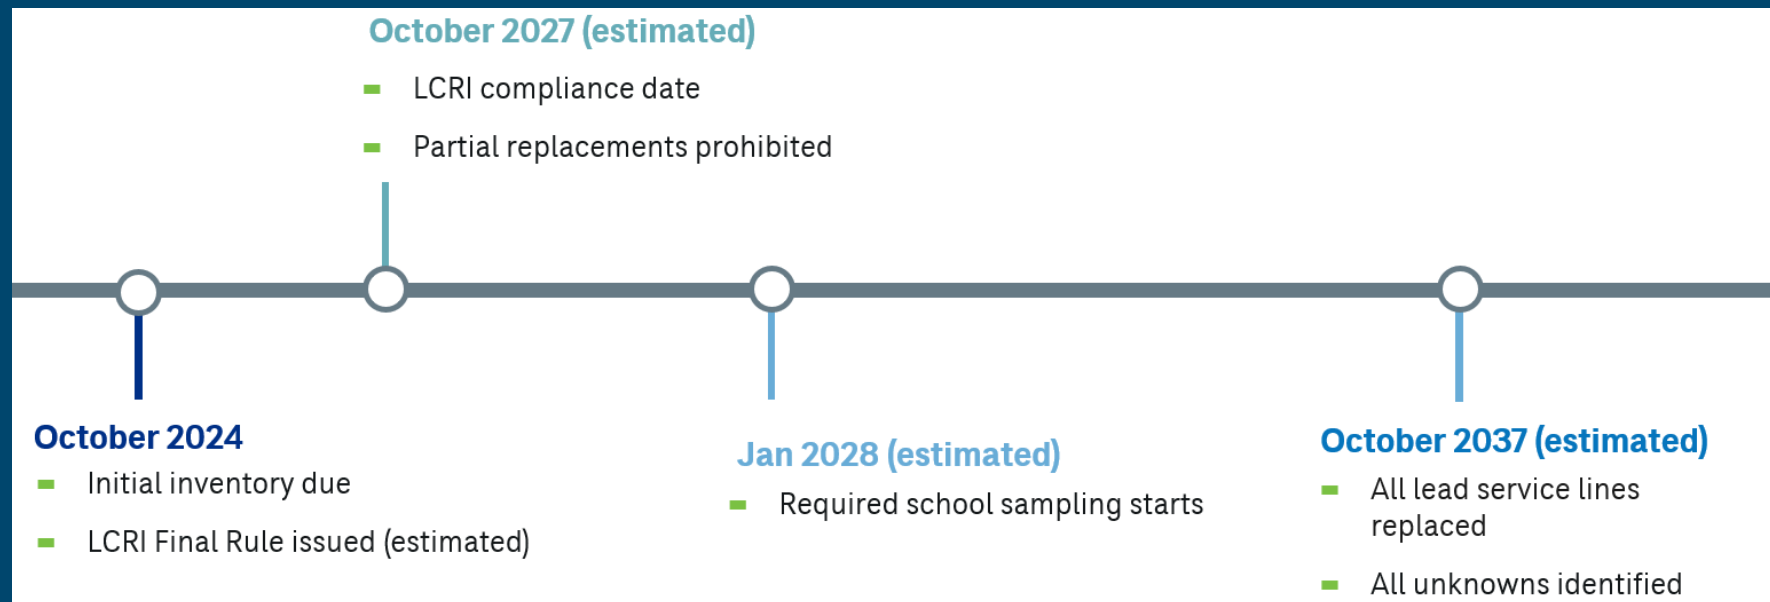 October 2027 (estimated)
LCRI compliance date
Partial replacements prohibited
October 2024
Initial inventory due
LCRI Final Rule issued (estimated)
Jan 2028 (estimated)
Required school sampling starts
October 2037 (estimated)
All lead service lines
replaced
All unknowns identified